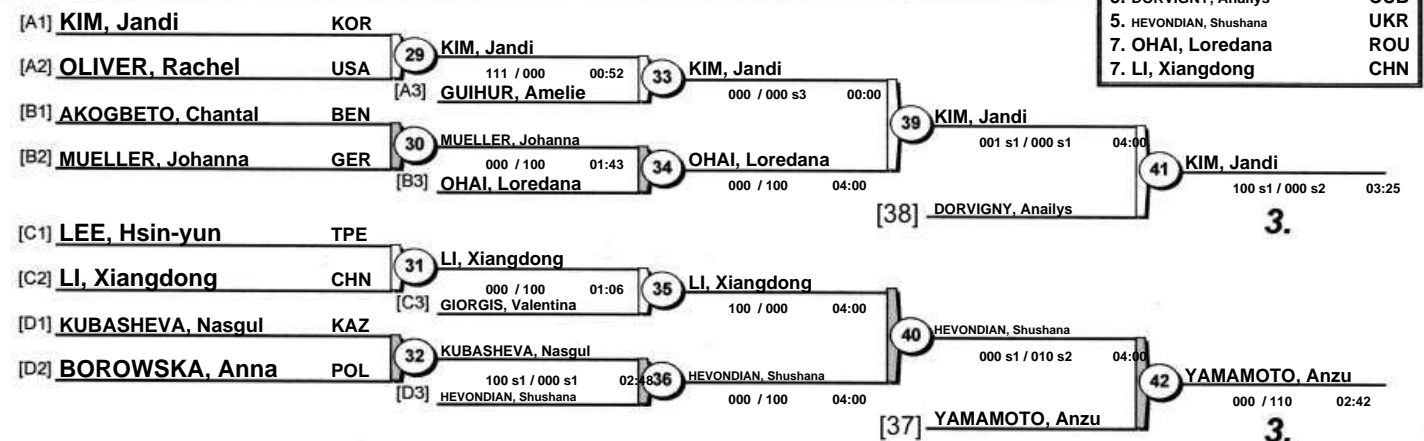 5. DORVIGNY, Anailys CUB
5. HEVONDIAN, Shushana UKR
7. OHAI, Loredana ROU
7. LI, Xiangdong CHN
[A1] KIM, Jandi KOR
29 KIM, Jandi
[A2] OLIVER, Rachel USA
111 / 000 00:52
[A3] GUIHUR, Amelie
33 KIM, Jandi
000 / 000 s3 00:00
[B1] AKOGBETO, Chantal BEN
30 MUELLER, Johanna
[B2] MUELLER, Johanna GER
000 / 100 01:43
[B3] OHAI, Loredana
34 OHAI, Loredana
000 / 100 04:00
39 KIM, Jandi
001 s1 / 000 s1 04:00
[38] DORVIGNY, Anailys
41 KIM, Jandi
100 s1 / 000 s2 03:25
3.
[C1] LEE, Hsin-yun TPE
31 LI, Xiangdong
[C2] LI, Xiangdong CHN
000 / 100 01:06
[C3] GIORGIS, Valentina
35 LI, Xiangdong
100 / 000 04:00
[D1] KUBASHEVA, Nasgul KAZ
32 KUBASHEVA, Nasgul
[D2] BOROWSKA, Anna POL
100 s1 / 000 s1 02:48
[D3] HEVONDIAN, Shushana
36 HEVONDIAN, Shushana
000 / 100 04:00
40 HEVONDIAN, Shushana
000 s1 / 010 s2 04:00
[37] YAMAMOTO, Anzu
42 YAMAMOTO, Anzu
000 / 110 02:42
3.